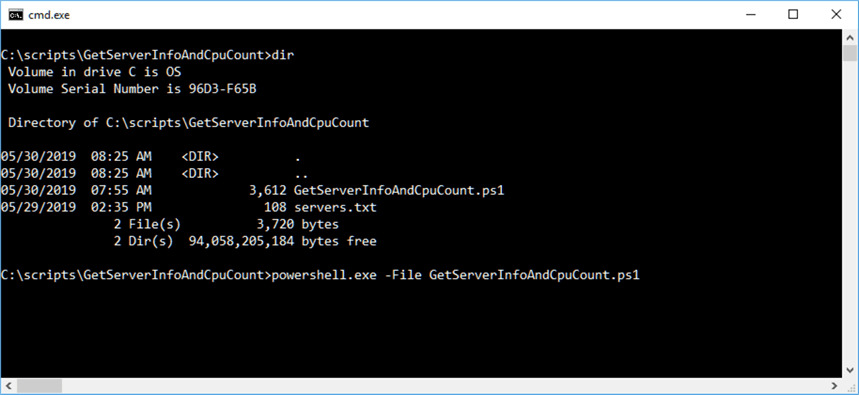 cmd.exe
C:\scripts\GetServerInfoAndCpuCount>dir
Volume in drive C is OS
Volume Serial Number is 96D3-F65B
Directory of C:\scripts\GetServerInfoAndCpuCount
05/30/2019  08:25 AM    <DIR>          .
05/30/2019  08:25 AM    <DIR>          ..
05/30/2019  07:55 AM             3,612 GetServerInfoAndCpuCount.ps1
05/29/2019  02:35 PM               108 servers.txt
2 File(s)          3,720 bytes
2 Dir(s)  94,058,205,184 bytes free
C:\scripts\GetServerInfoAndCpuCount>powershell.exe -File GetServerInfoAndCpuCount.ps1